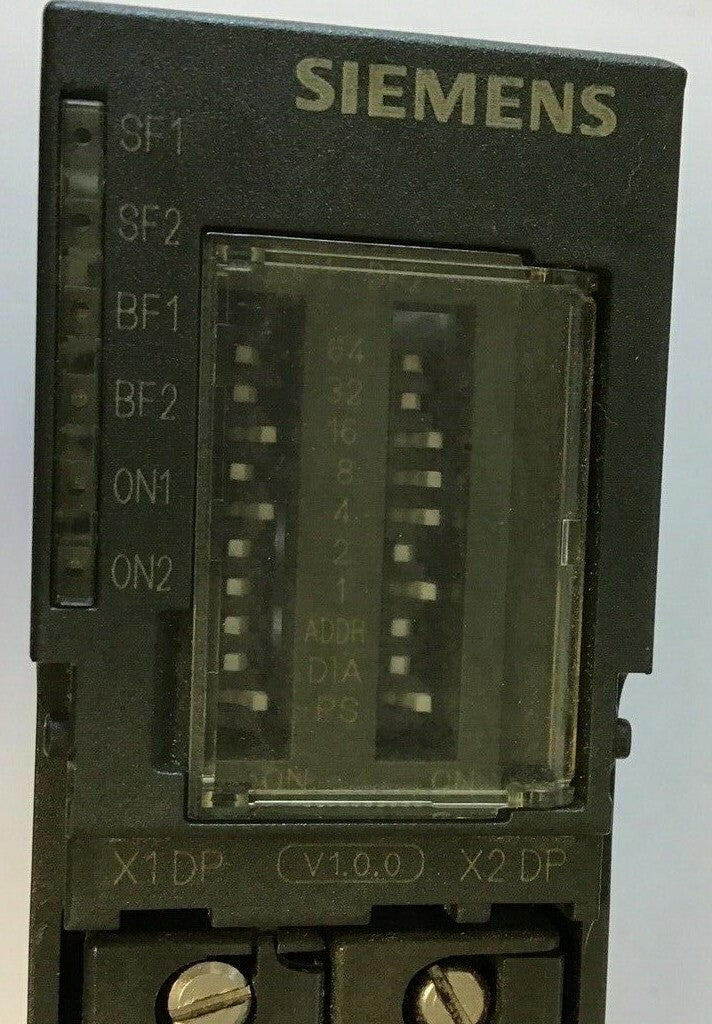 SIEMENS
SF1
SF2
BF1
BF2
ON1
ON2
64
32
16
8
4
2
1
ADDR
DIA
PS
ON ON
X1 DP V1.0.0 X2 DP